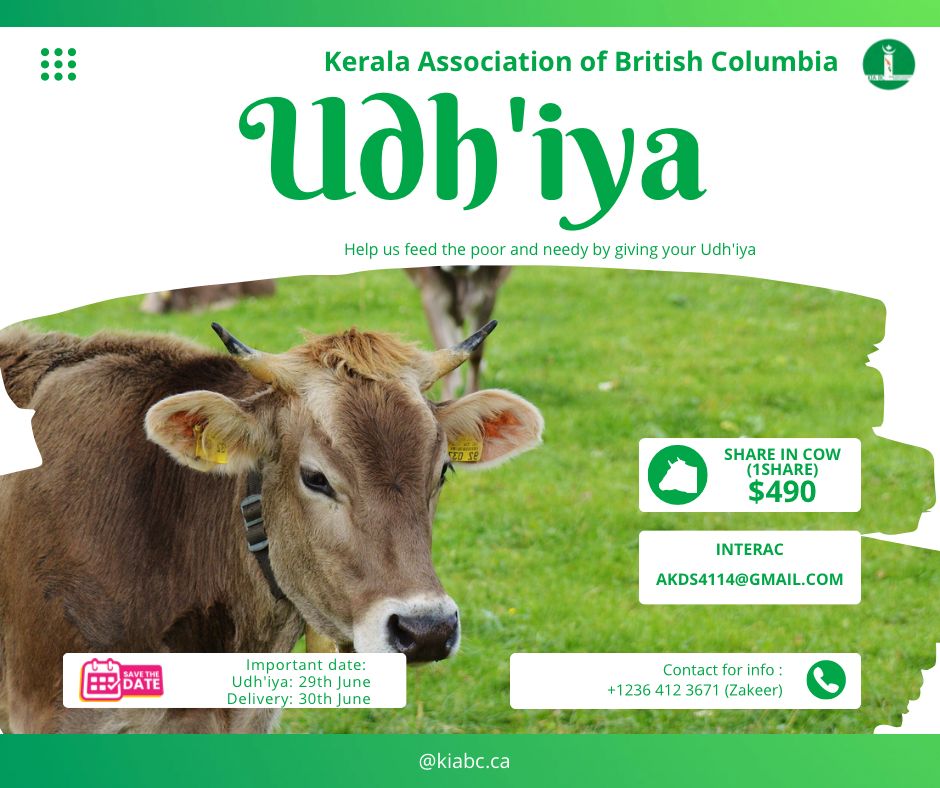 Kerala Association of British Columbia
Udh'iya
Help us feed the poor and needy by giving your Udh'iya
SHARE IN COW
(1SHARE)
$490
INTERAC
AKDS4114@GMAIL.COM
SAVE THE
DATE
Important date:
Udh'iya: 29th June
Delivery: 30th June
Contact for info :
+1236 412 3671 (Zakeer)
@kiabc.ca